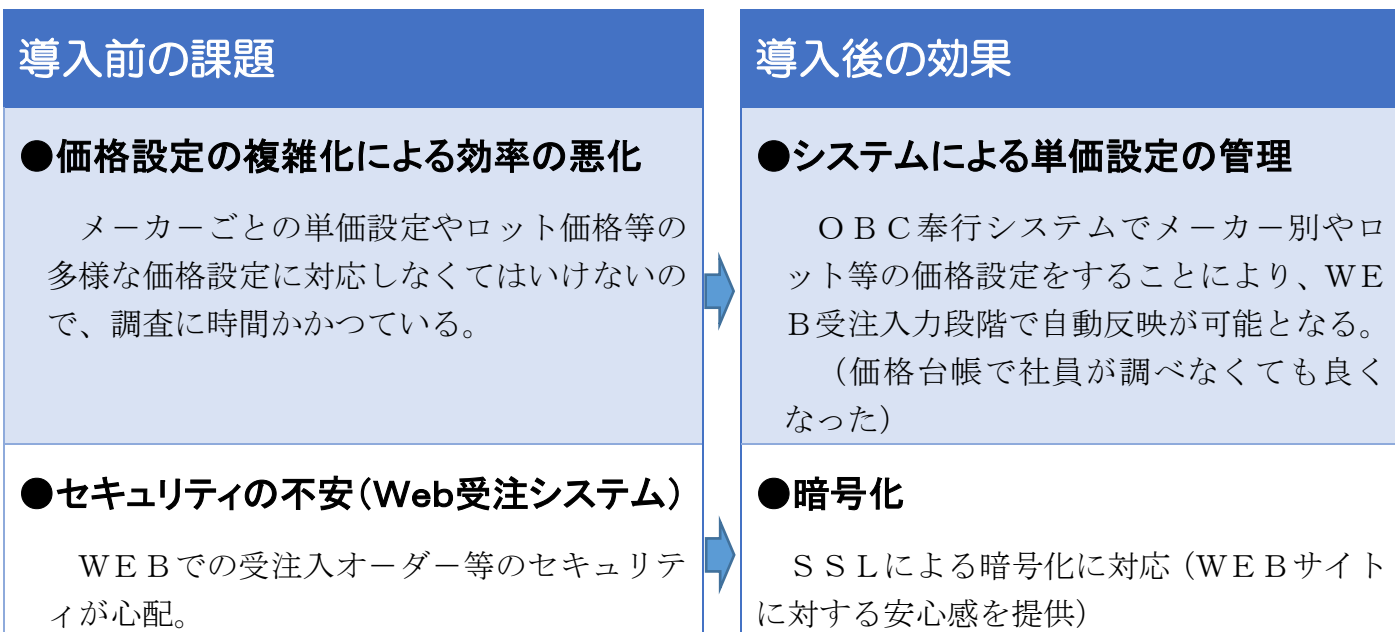 導入前の課題
●価格設定の複雑化による効率の悪化
メーカーごとの単価設定やロット価格等の
多様な価格設定に対応しなくてはいけないの
で、調査に時間かかつている。
●セキュリティの不安(Web受注システム)
WEBでの受注入オーダー等のセキュリテ
ィが心配。
導入後の効果
●システムによる単価設定の管理
OBC奉行システムでメーカー別やロ
ット等の価格設定をすることにより、WE
B受注入力段階で自動反映が可能となる。
(価格台帳で社員が調べなくても良く
なった)
●暗号化
SSLによる暗号化に対応(WEBサイト
に対する安心感を提供)